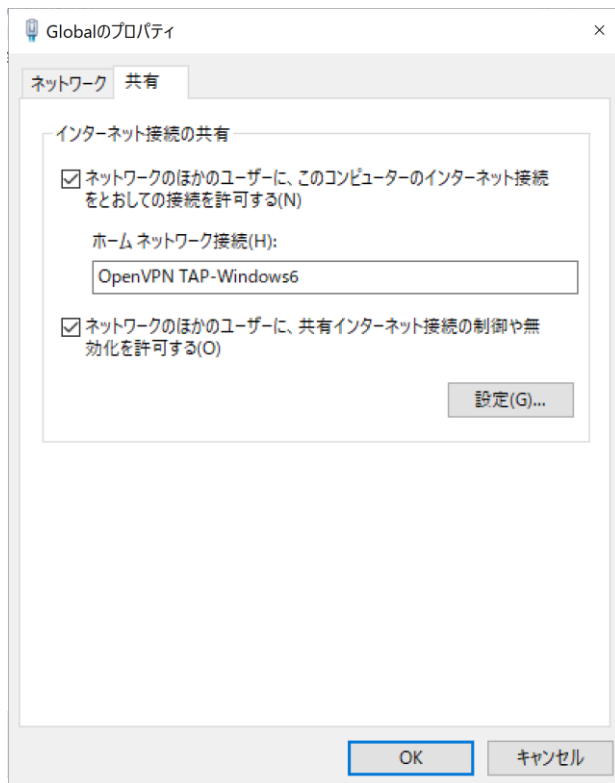 Globalのプロパティ
ネットワーク 共有
インターネット接続の共有
ネットワークのほかのユーザーに、このコンピューターのインターネット接続
をとおしての接続を許可する(N)
ホーム ネットワーク接続(H):
OpenVPN TAP-Windows6
ネットワークのほかのユーザーに、共有インターネット接続の制御や無
効化を許可する(O)
設定(G)...
OK キャンセル